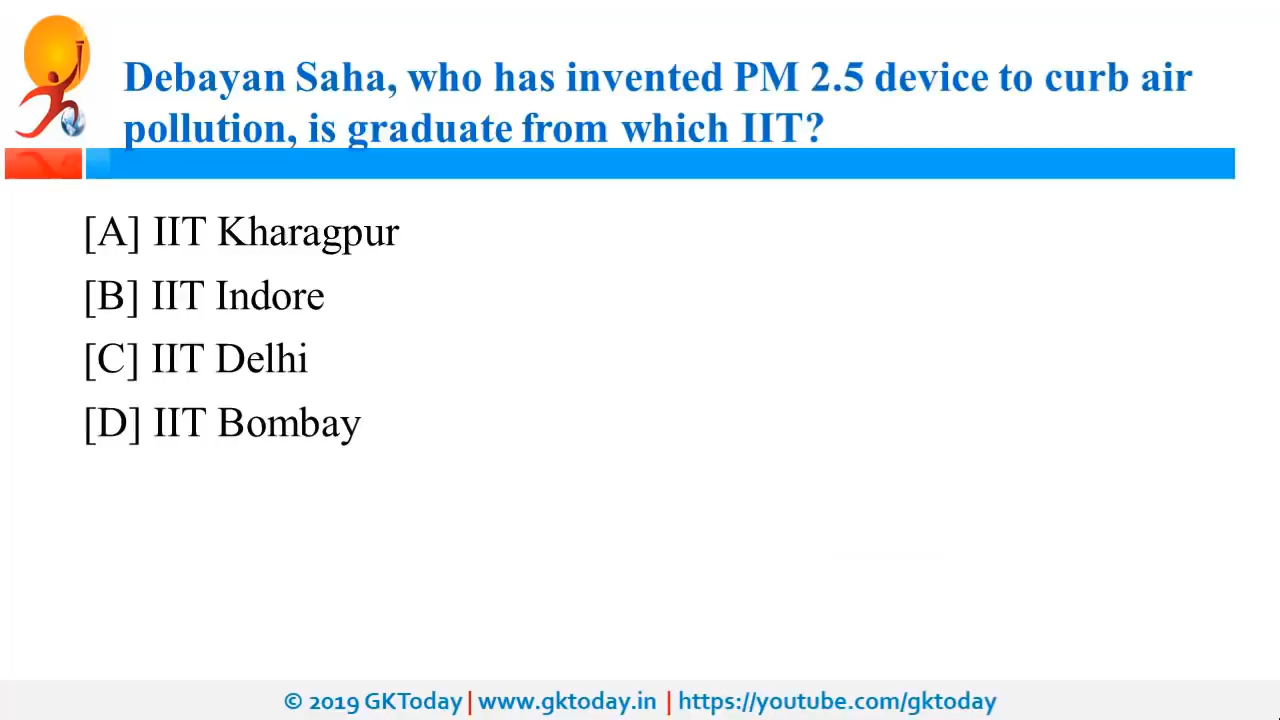 Debayan Saha, who has invented PM 2.5 device to curb air
pollution, is graduate from which IIT?
[A] IIT Kharagpur
[B] IIT Indore
[C] IIT Delhi
[D] IIT Bombay
© 2019 GKToday | www.gktoday.in | https://youtube.com/gktoday